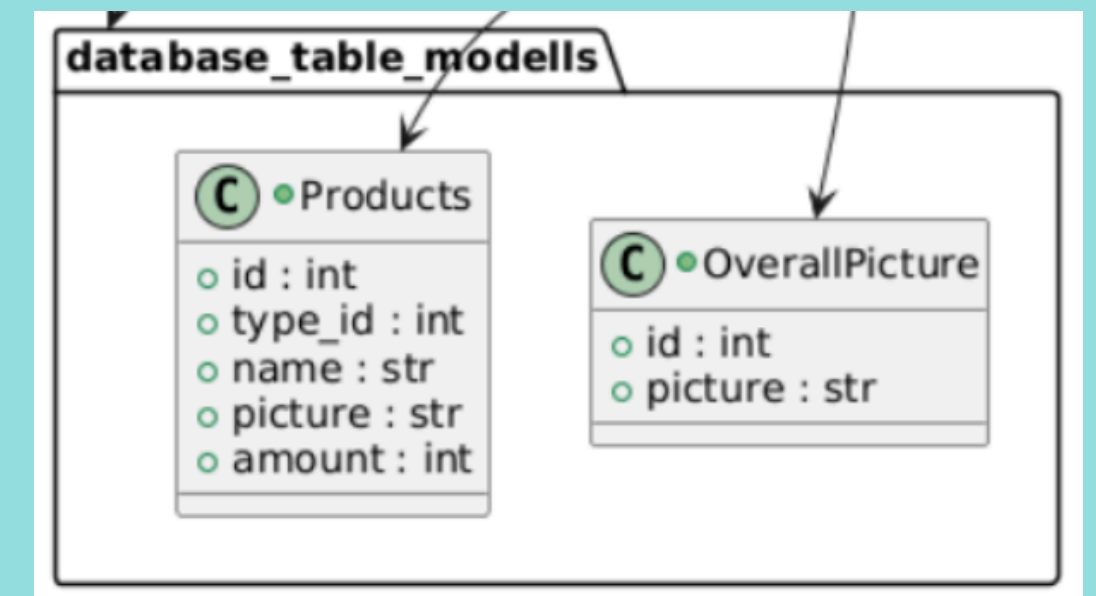 database_table_modells
C Products
id : int
type_id : int
name : str
picture : str
amount : int
C OverallPicture
id : int
picture : str